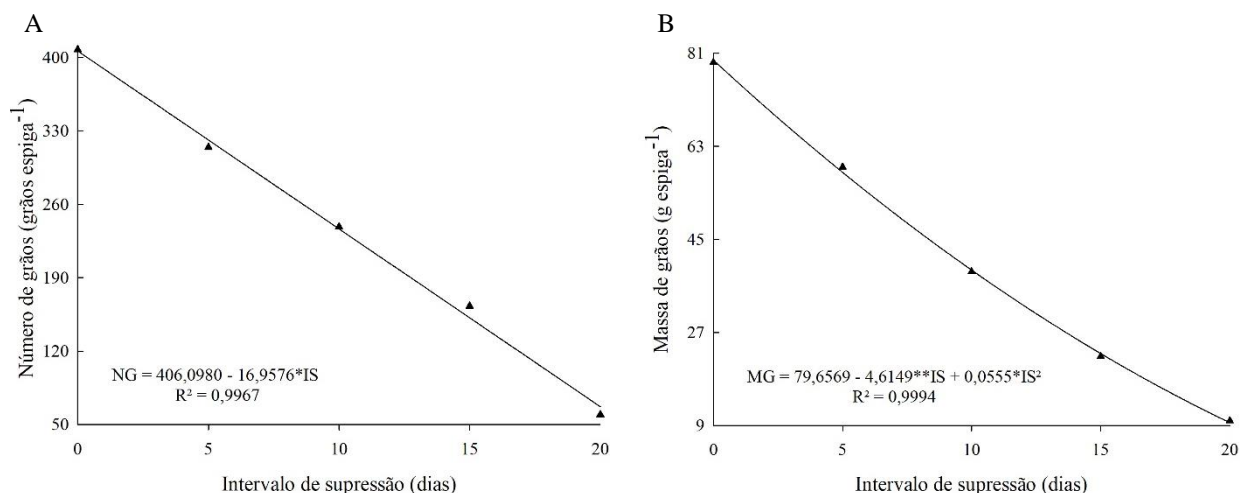 A
Número de grãos (grãos espiga⁻¹)
400
330
260
190
120
50
NG = 406,0980 - 16,9576*IS
R² = 0,9967
0 5 10 15 20
Intervalo de supressão (dias)
B
Massa de grãos (g espiga⁻¹)
81
63
45
27
9
MG = 79,6569 - 4,6149**IS + 0,0555*IS²
R² = 0,9994
0 5 10 15 20
Intervalo de supressão (dias)